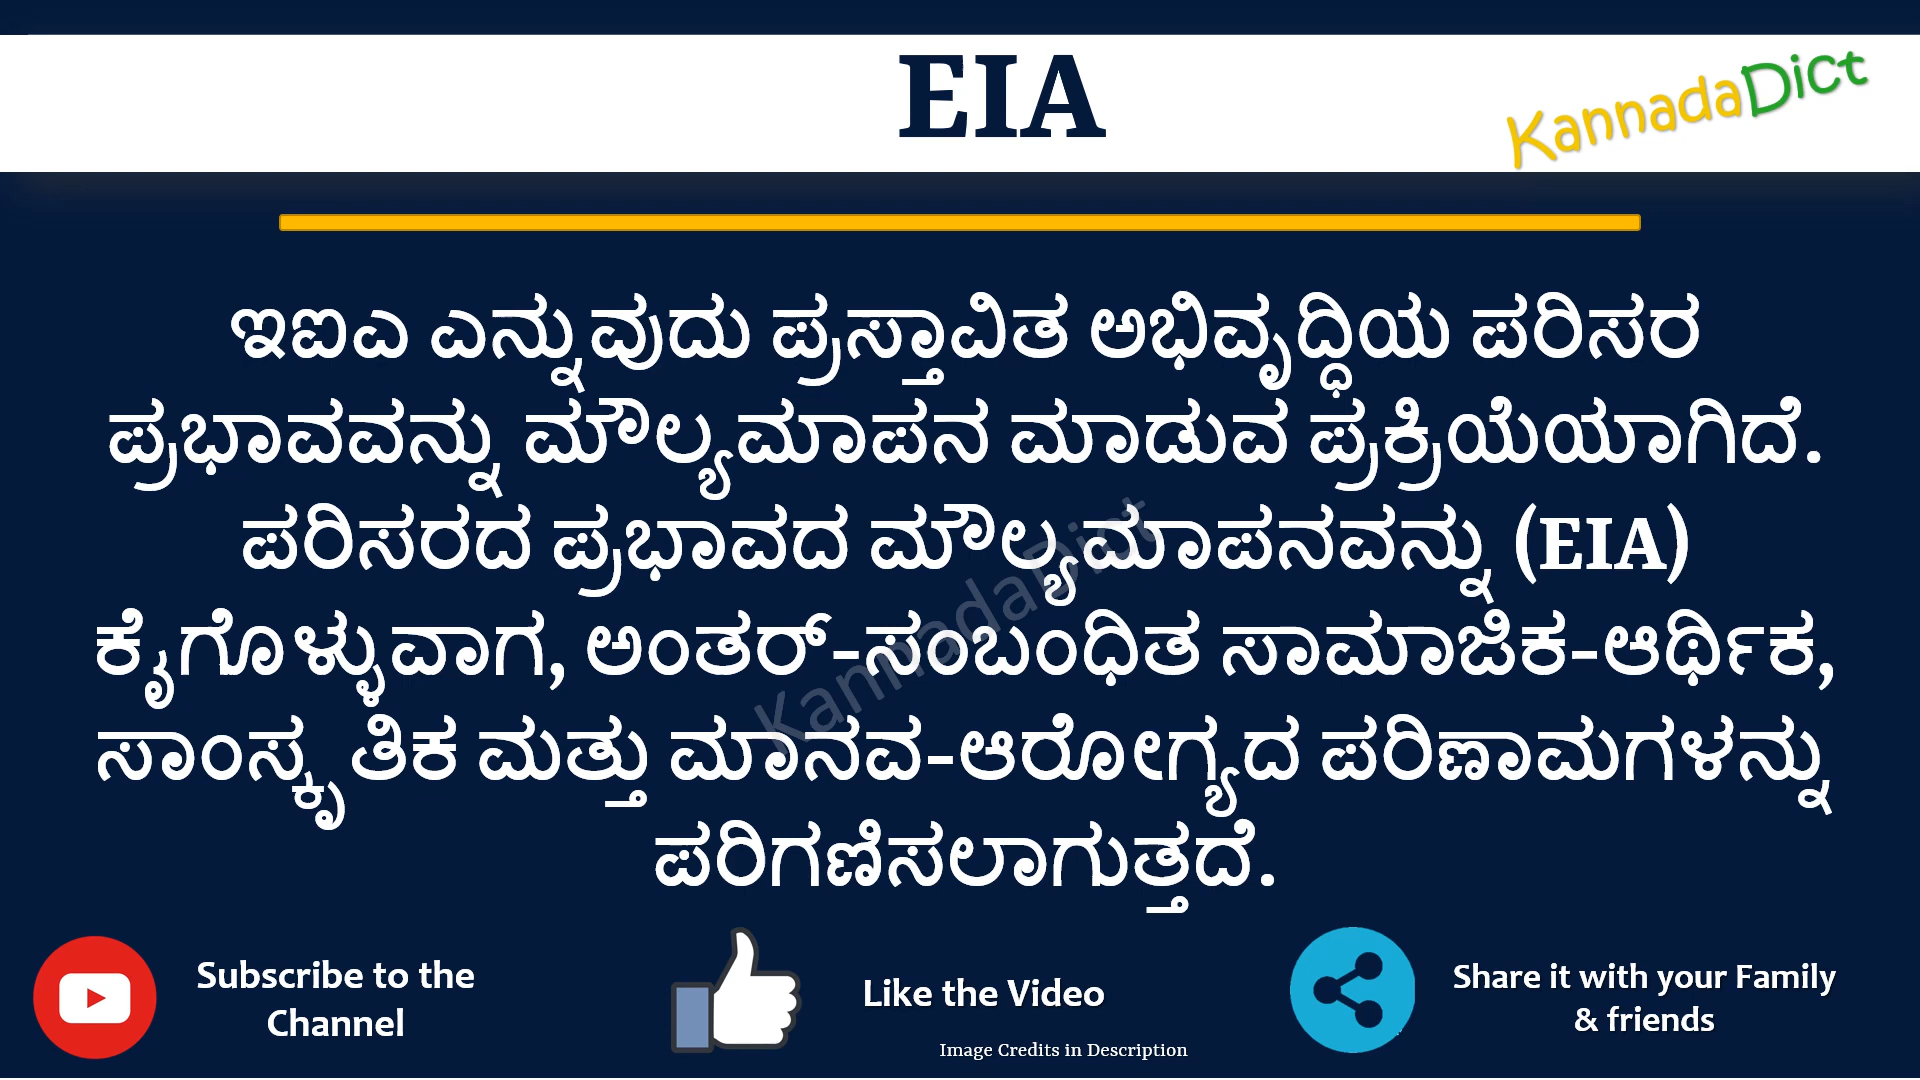 EIA
KannadaDict
ಇಐಎ ಎನ್ನುವುದು ಪ್ರಸ್ತಾವಿತ ಅಭಿವೃದ್ಧಿಯ ಪರಿಸರ
ಪ್ರಭಾವವನ್ನು ಮೌಲ್ಯಮಾಪನ ಮಾಡುವ ಪ್ರಕ್ರಿಯೆಯಾಗಿದೆ.
ಪರಿಸರದ ಪ್ರಭಾವದ ಮೌಲ್ಯಮಾಪನವನ್ನು (EIA)
ಕೈಗೊಳ್ಳುವಾಗ, ಅಂತರ್-ಸಂಬಂಧಿತ ಸಾಮಾಜಿಕ-ಆರ್ಥಿಕ,
ಸಾಂಸ್ಕೃತಿಕ ಮತ್ತು ಮಾನವ-ಆರೋಗ್ಯದ ಪರಿಣಾಮಗಳನ್ನು
ಪರಿಗಣಿಸಲಾಗುತ್ತದೆ.
KannadaDict
Subscribe to the
Channel
Like the Video
Share it with your Family
& friends
Image Credits in Description